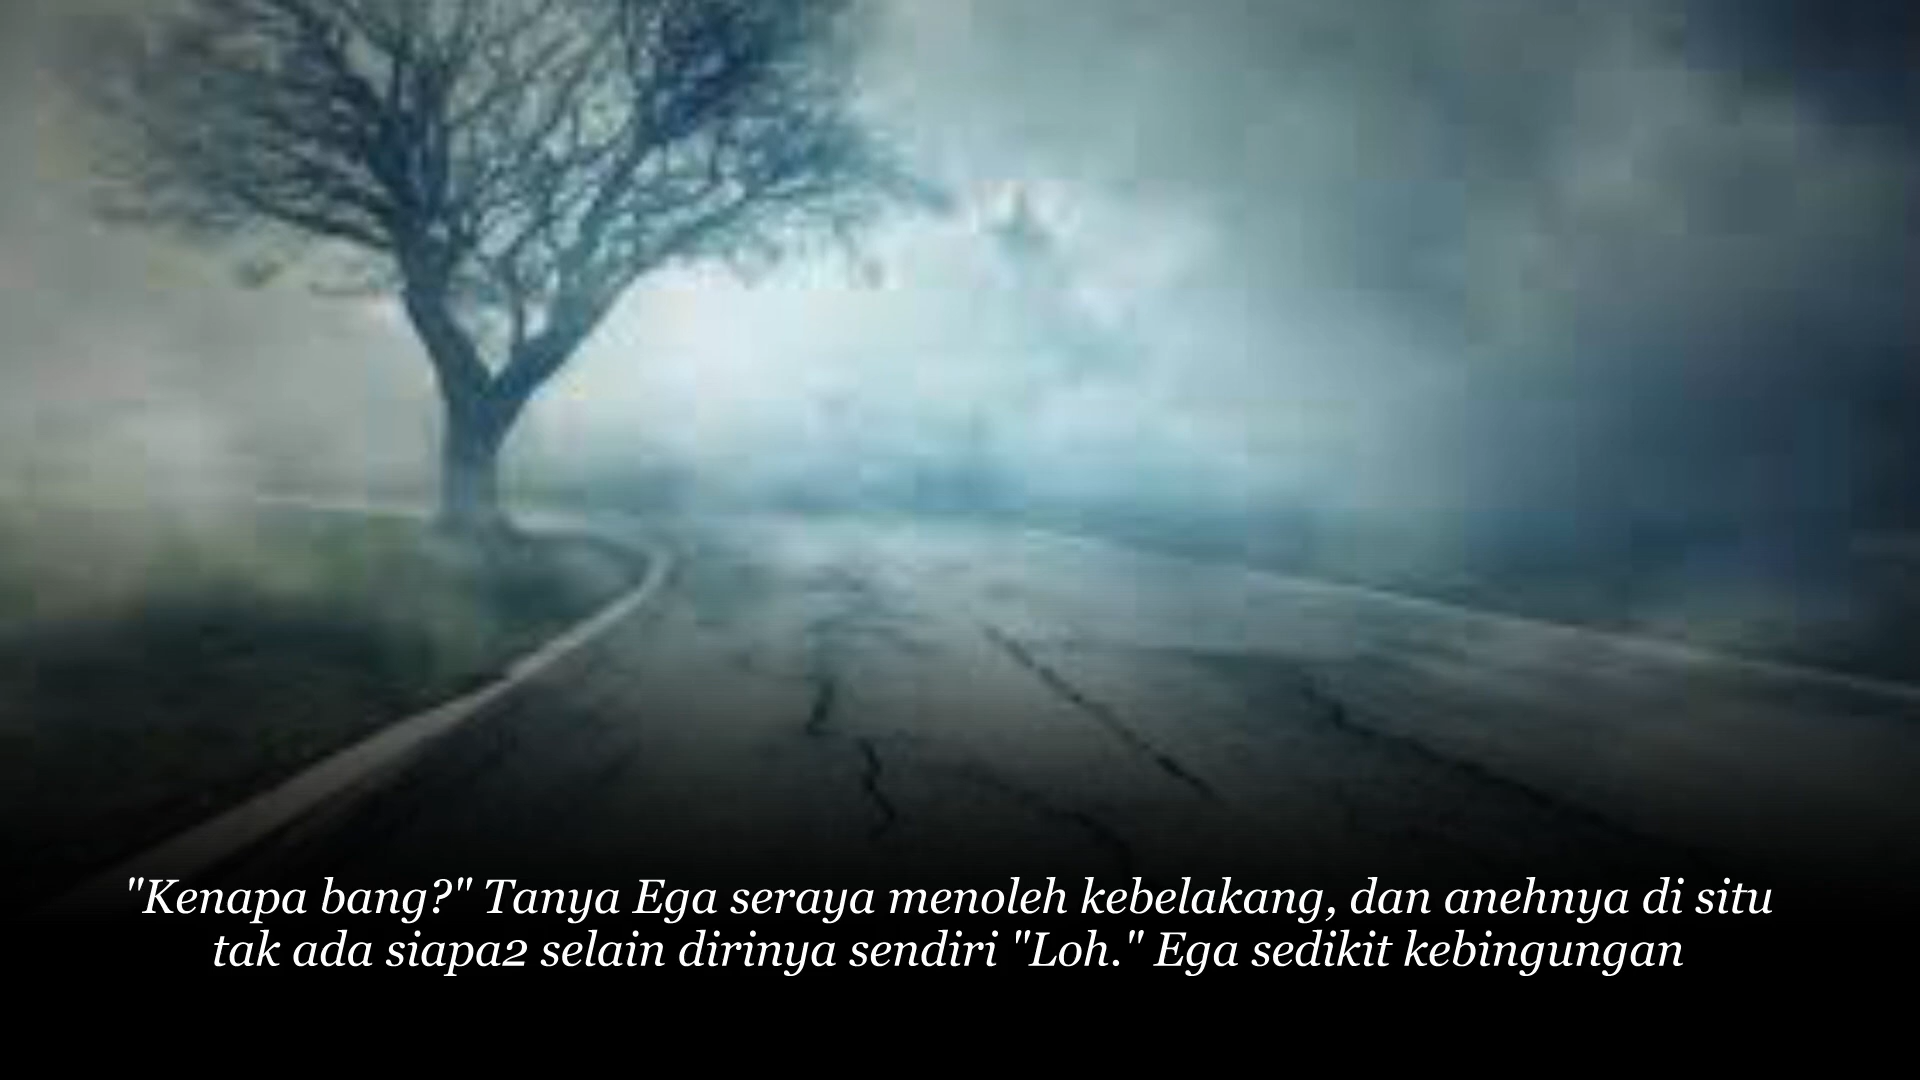 "Kenapa bang?" Tanya Ega seraya menoleh kebelakang, dan anehnya di situ
tak ada siapa2 selain dirinya sendiri "Loh." Ega sedikit kebingungan